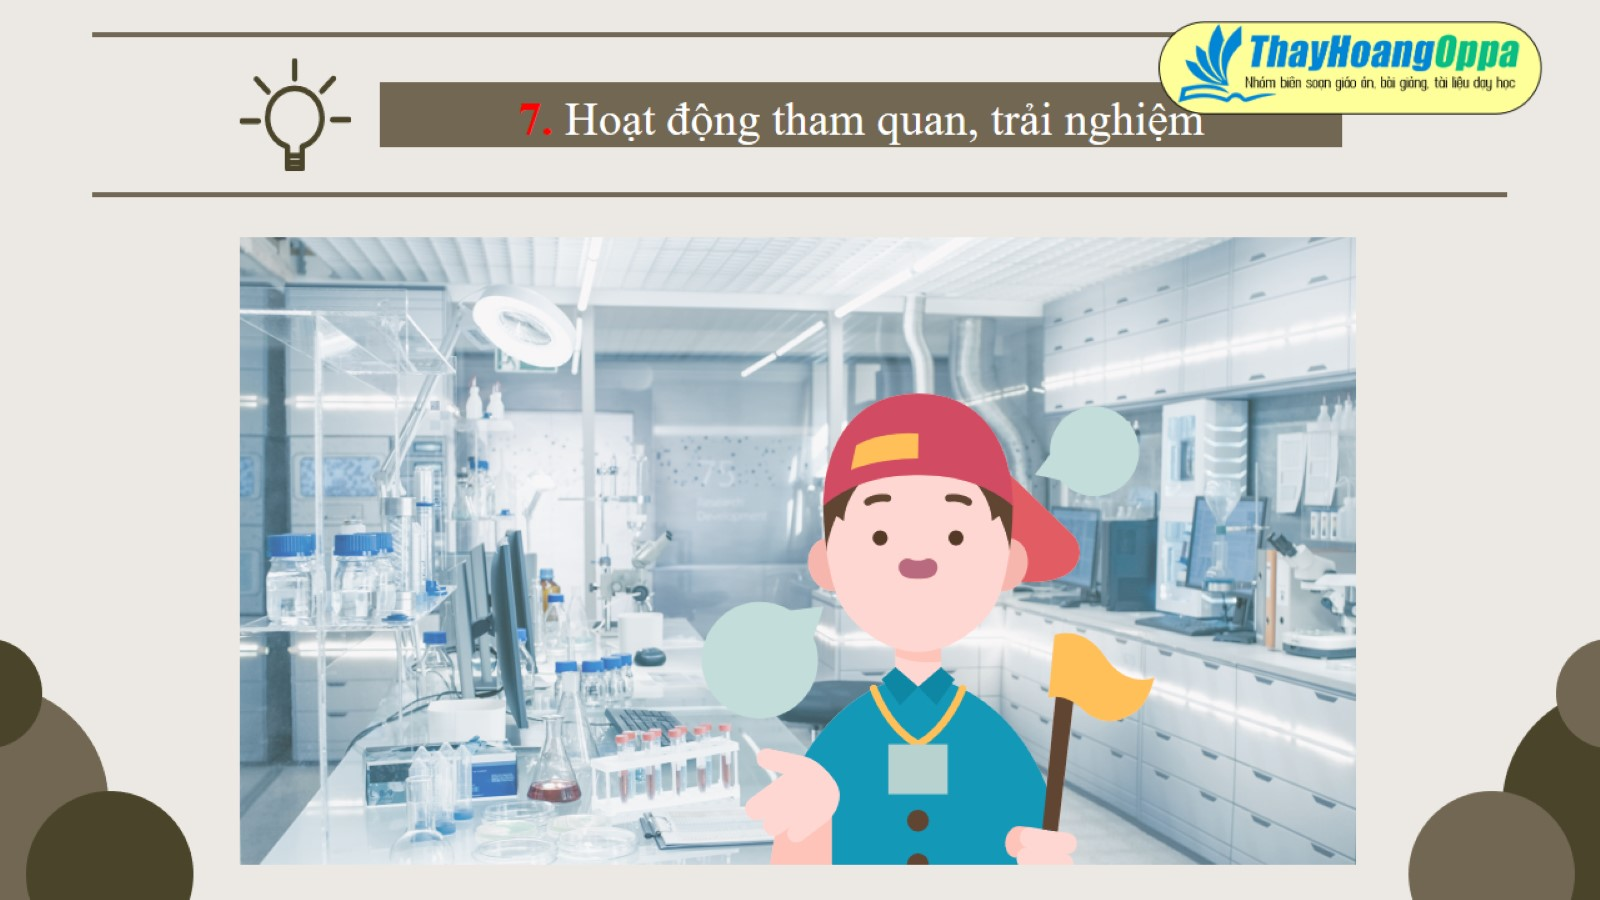 ThayHoangOppa
Nhóm biên soạn giáo án, bài giảng, tài liệu dạy học
7. Hoạt động tham quan, trải nghiệm
75